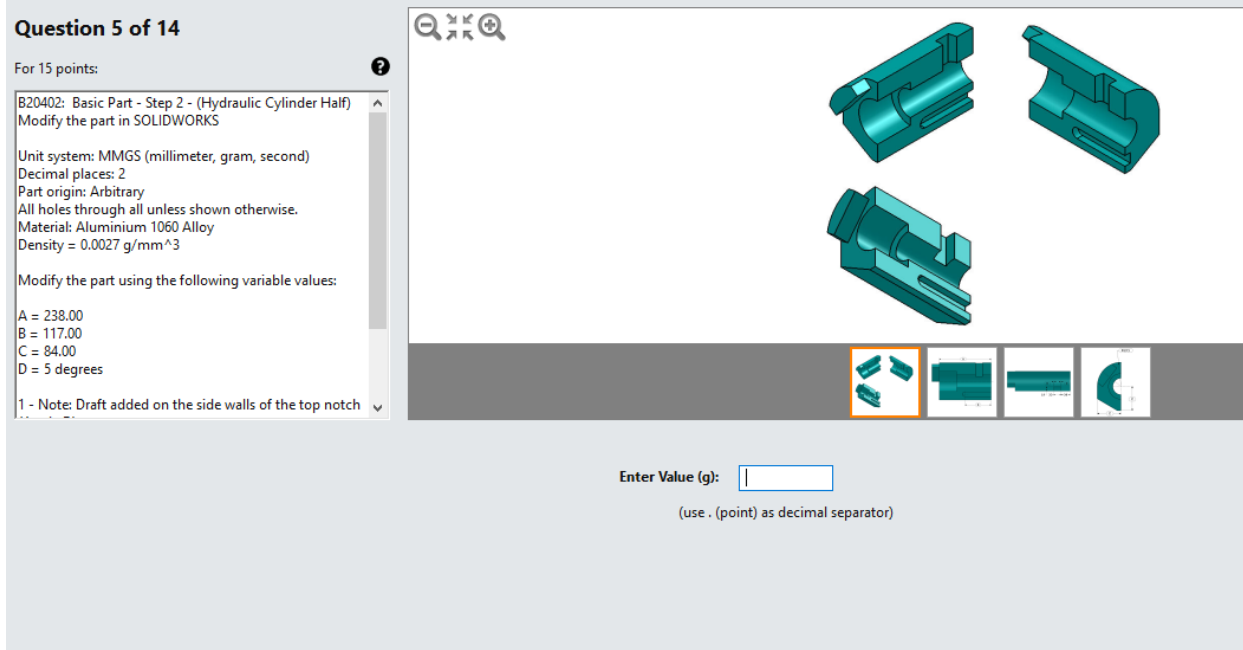 Question 5 of 14
For 15 points:
B20402: Basic Part - Step 2 - (Hydraulic Cylinder Half)
Modify the part in SOLIDWORKS
Unit system: MMGS (millimeter, gram, second)
Decimal places: 2
Part origin: Arbitrary
All holes through all unless shown otherwise.
Material: Aluminium 1060 Alloy
Density = 0.0027 g/mm^3
Modify the part using the following variable values:
A = 238.00
B = 117.00
C = 84.00
D = 5 degrees
1 - Note: Draft added on the side walls of the top notch
Enter Value (g):
(use . (point) as decimal separator)